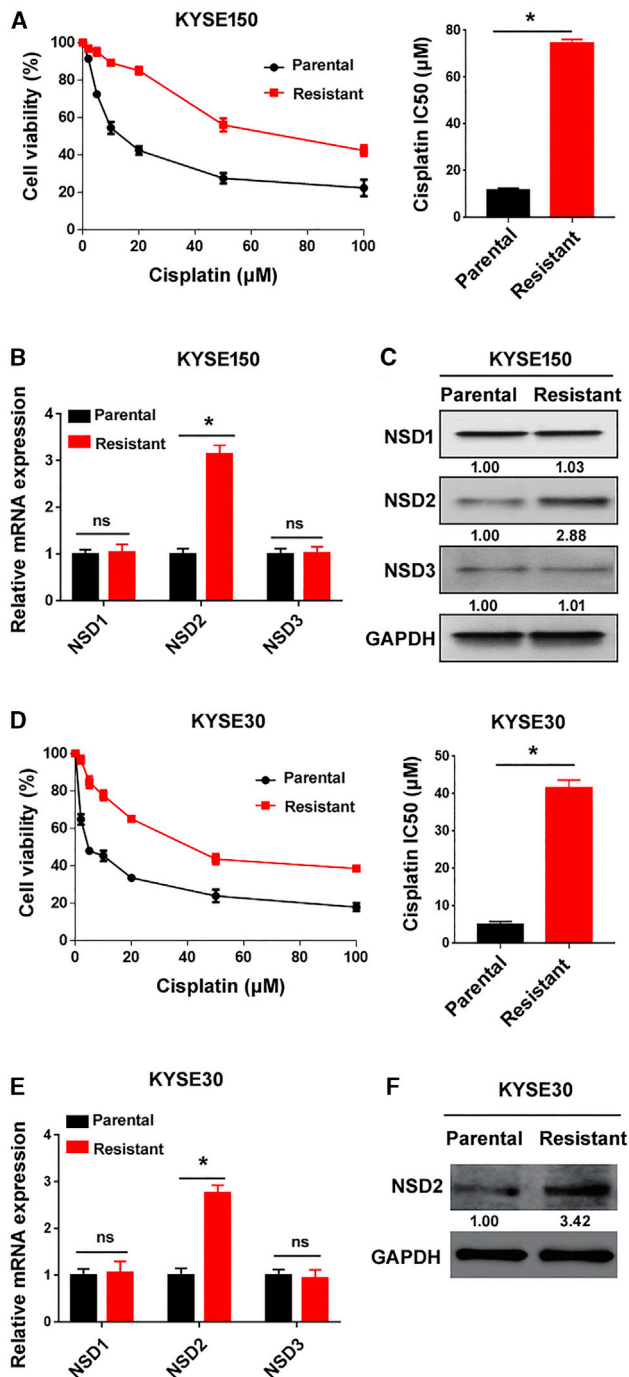 A
KYSE150
Cell viability (%)
100
80
60
40
20
0
0 20 40 60 80 100
Cisplatin (μM)
Parental
Resistant
Cisplatin IC50 (μM)
80
60
40
20
0
*
Parental
Resistant
B
KYSE150
Relative mRNA expression
4
3
2
1
0
Parental
Resistant
ns
*
ns
NSD1
NSD2
NSD3
C
KYSE150
Parental Resistant
NSD1
1.00 1.03
NSD2
1.00 2.88
NSD3
1.00 1.01
GAPDH
D
KYSE30
Cell viability (%)
100
80
60
40
20
0
0 20 40 60 80 100
Cisplatin (μM)
Parental
Resistant
KYSE30
Cisplatin IC50 (μM)
50
40
30
20
10
0
*
Parental
Resistant
E
KYSE30
Relative mRNA expression
4
3
2
1
0
Parental
Resistant
ns
*
ns
NSD1
NSD2
NSD3
F
KYSE30
Parental Resistant
NSD2
1.00 3.42
GAPDH